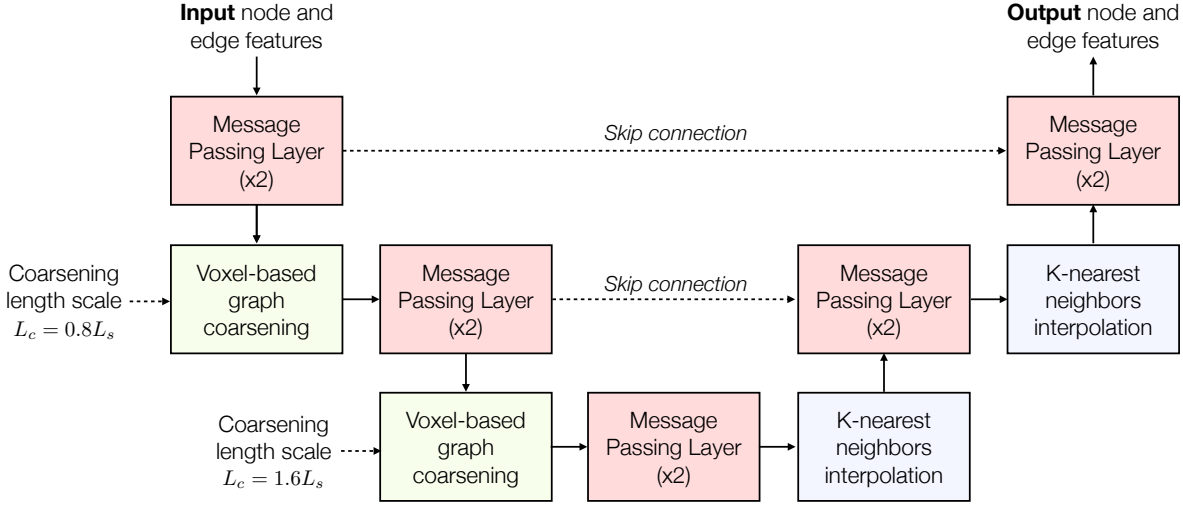 Input node and
edge features
Output node and
edge features
Message
Passing Layer
(x2)
Skip connection
Message
Passing Layer
(x2)
Coarsening
length scale
L_c = 0.8L_s
Voxel-based
graph
coarsening
Message
Passing Layer
(x2)
Skip connection
Message
Passing Layer
(x2)
K-nearest
neighbors
interpolation
Coarsening
length scale
L_c = 1.6L_s
Voxel-based
graph
coarsening
Message
Passing Layer
(x2)
K-nearest
neighbors
interpolation